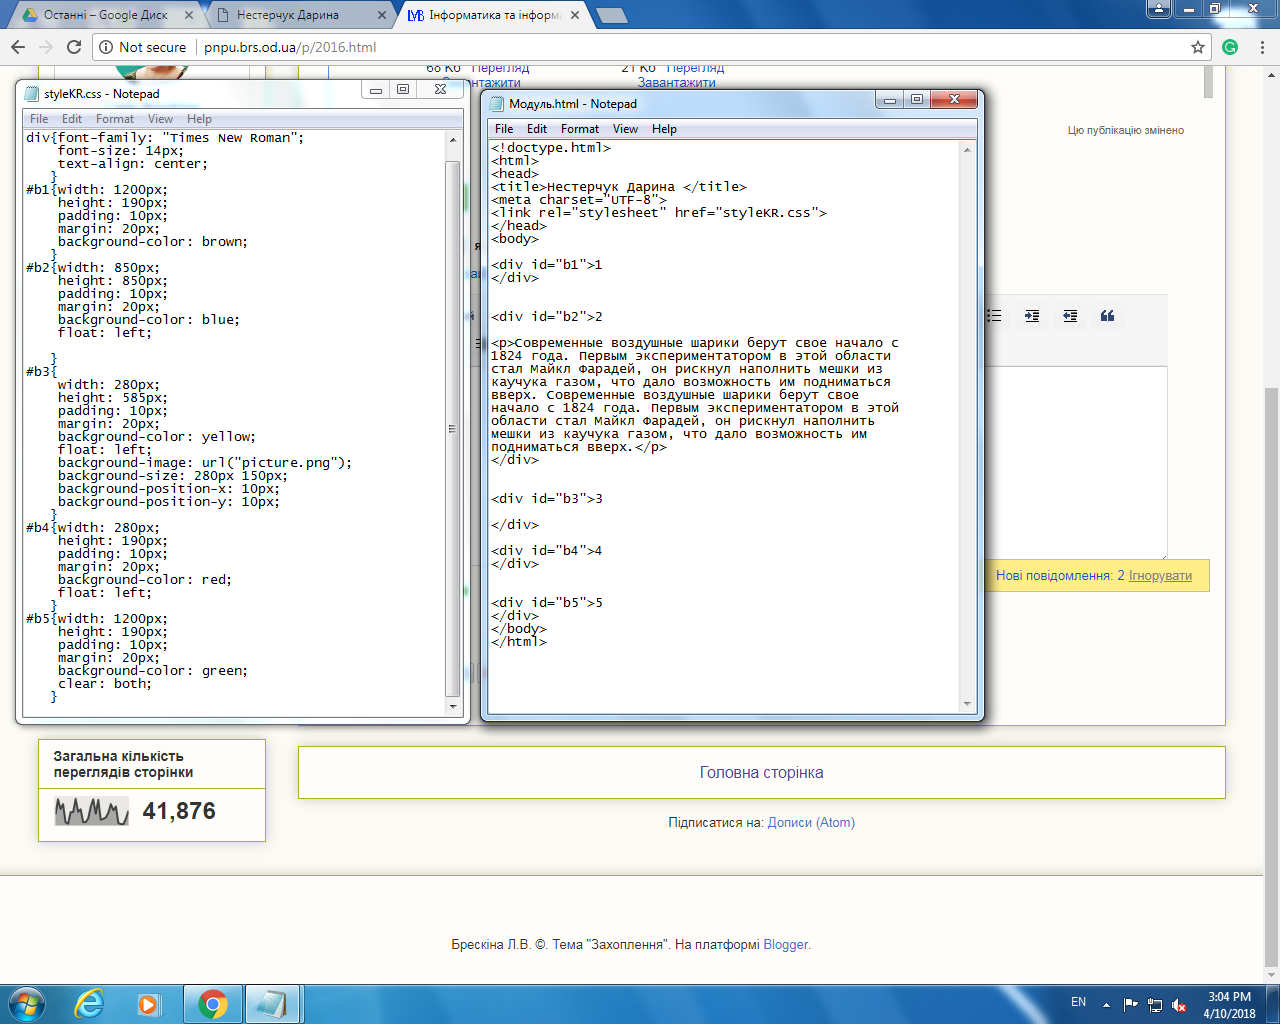 Останні – Google Диск
Нестерчук Дарина
Інформатика та інформ
Not secure
pnpu.brs.od.ua/p/2016.html
68 Кб Перегляд
Завантажити
21 Кб Перегляд
Завантажити
Цю публікацію змінено
styleKR.css - Notepad
File Edit Format View Help
div{font-family: "Times New Roman";
font-size: 14px;
text-align: center;
}
#b1{width: 1200px;
height: 190px;
padding: 10px;
margin: 20px;
background-color: brown;
}
#b2{width: 850px;
height: 850px;
padding: 10px;
margin: 20px;
background-color: blue;
float: left;
}
#b3{
width: 280px;
height: 585px;
padding: 10px;
margin: 20px;
background-color: yellow;
float: left;
background-image: url("picture.png");
background-size: 280px 150px;
background-position-x: 10px;
background-position-y: 10px;
}
#b4{width: 280px;
height: 190px;
padding: 10px;
margin: 20px;
background-color: red;
float: left;
}
#b5{width: 1200px;
height: 190px;
padding: 10px;
margin: 20px;
background-color: green;
clear: both;
}
Модуль.html - Notepad
File Edit Format View Help
<!doctype.html>
<html>
<head>
<title>Нестерчук Дарина </title>
<meta charset="UTF-8">
<link rel="stylesheet" href="styleKR.css">
</head>
<body>
<div id="b1">1
</div>
<div id="b2">2
<p>Современные воздушные шарики берут свое начало с
1824 года. Первым экспериментатором в этой области
стал Майкл Фарадей, он рискнул наполнить мешки из
каучука газом, что дало возможность им подниматься
вверх. Современные воздушные шарики берут свое
начало с 1824 года. Первым экспериментатором в этой
области стал Майкл Фарадей, он рискнул наполнить
мешки из каучука газом, что дало возможность им
подниматься вверх.</p>
</div>
<div id="b3">3
</div>
<div id="b4">4
</div>
<div id="b5">5
</div>
</body>
</html>
Нові повідомлення: 2 Ігнорувати
Загальна кількість
переглядів сторінки
41,876
Головна сторінка
Підписатися на: Дописи (Atom)
Брескіна Л.В. ©. Тема "Захоплення". На платформі Blogger.
EN
3:04 PM
4/10/2018